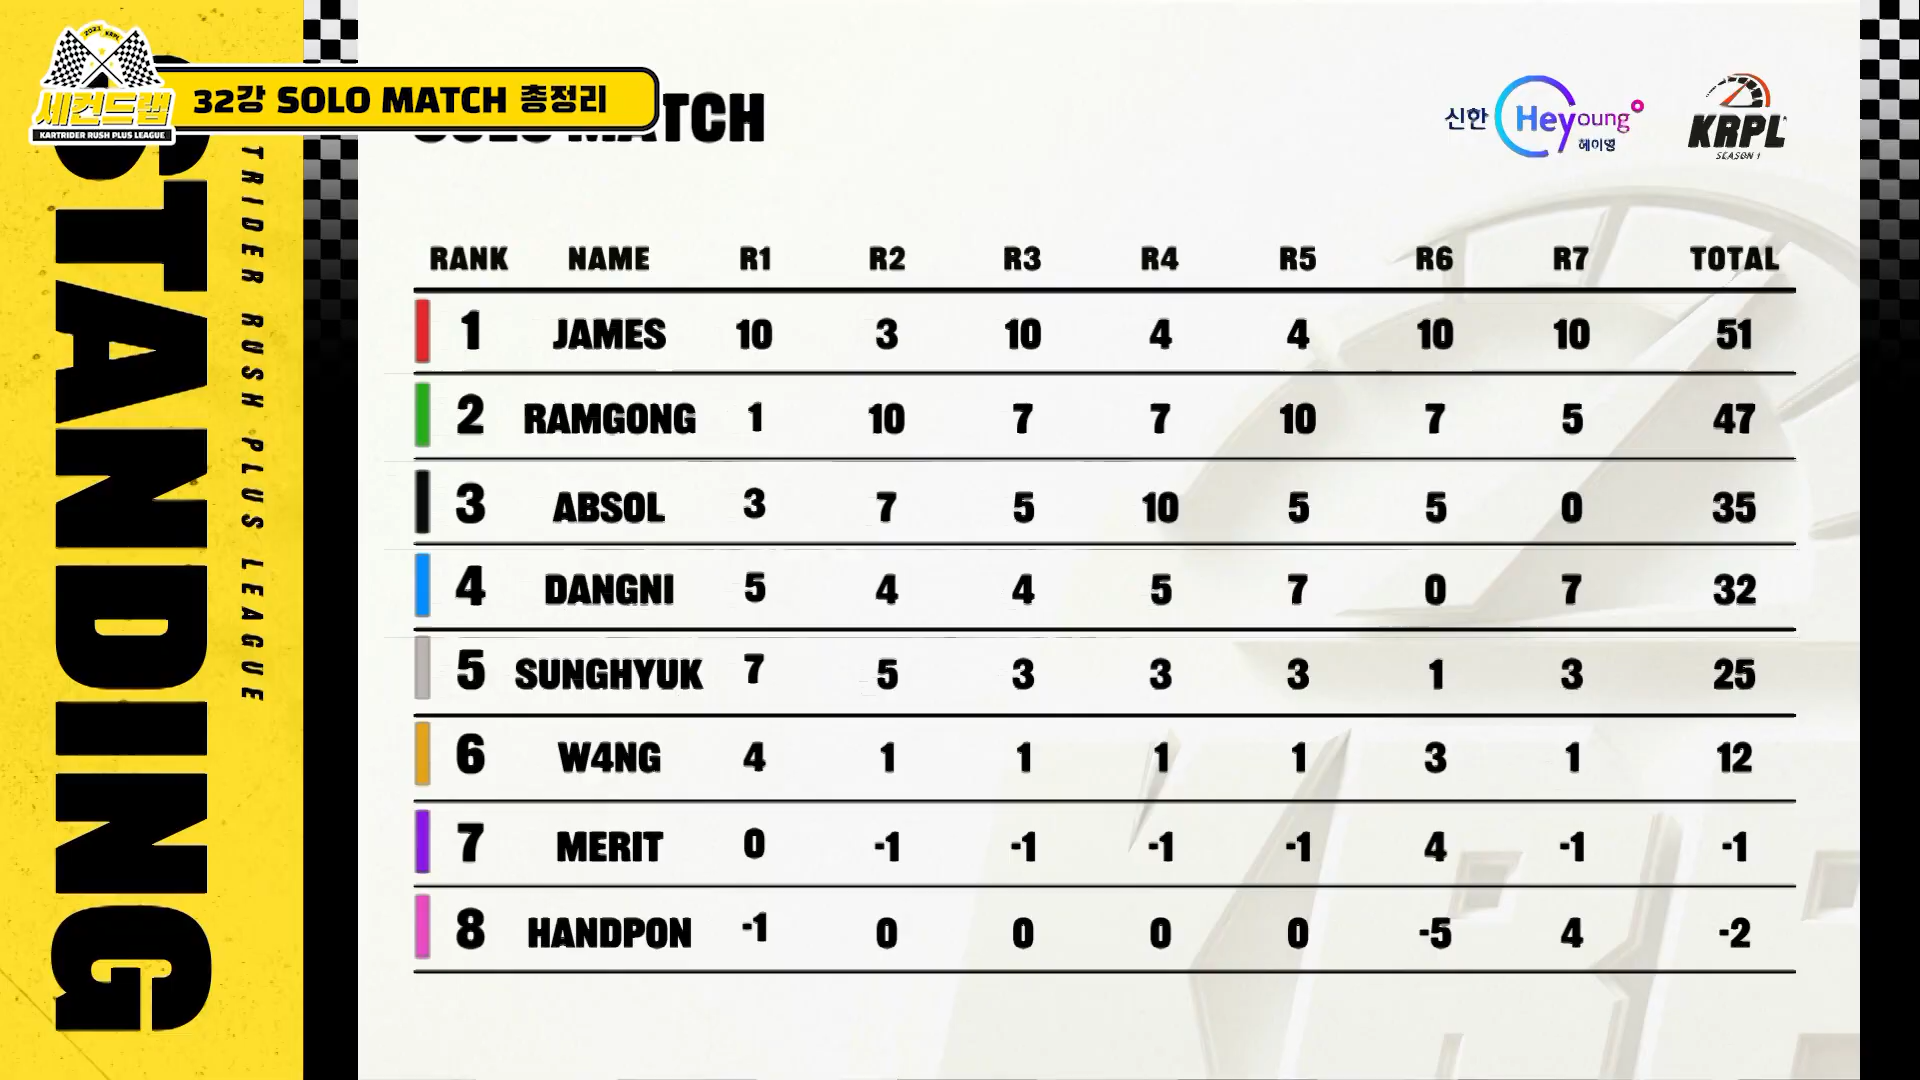 2021 KRPL
세컨드랩
KARTRIDER RUSH PLUS LEAGUE
32강 SOLO MATCH 총정리
TCH
신한 Heyoung
헤이영
KRPL
SEASON 1
STANDING
TRIDER RUSH PLUS LEAGUE
RANK NAME R1 R2 R3 R4 R5 R6 R7 TOTAL
1 JAMES 10 3 10 4 4 10 10 51
2 RAMGONG 1 10 7 7 10 7 5 47
3 ABSOL 3 7 5 10 5 5 0 35
4 DANGNI 5 4 4 5 7 0 7 32
5 SUNGHYUK 7 5 3 3 3 1 3 25
6 W4NG 4 1 1 1 1 3 1 12
7 MERIT 0 -1 -1 -1 -1 4 -1 -1
8 HANDPON -1 0 0 0 0 -5 4 -2